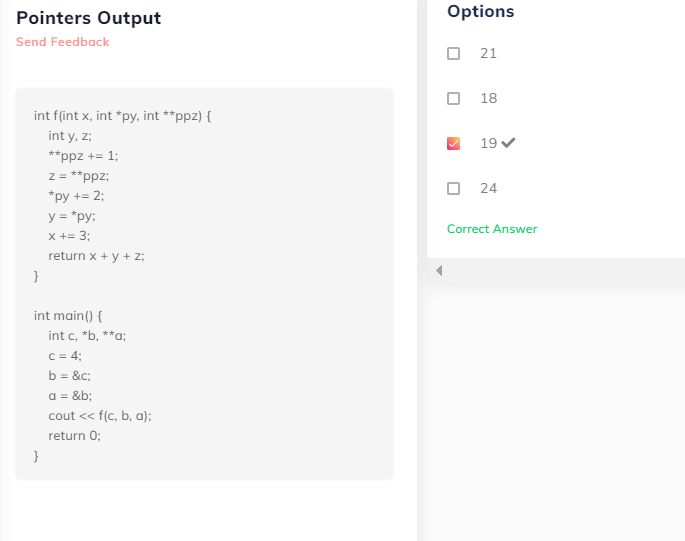 Pointers Output
Send Feedback
int f(int x, int *py, int **ppz) {
    int y, z;
    **ppz += 1;
    z = **ppz;
    *py += 2;
    y = *py;
    x += 3;
    return x + y + z;
}

int main() {
    int c, *b, **a;
    c = 4;
    b = &c;
    a = &b;
    cout << f(c, b, a);
    return 0;
}
Options
21
18
19
24
Correct Answer